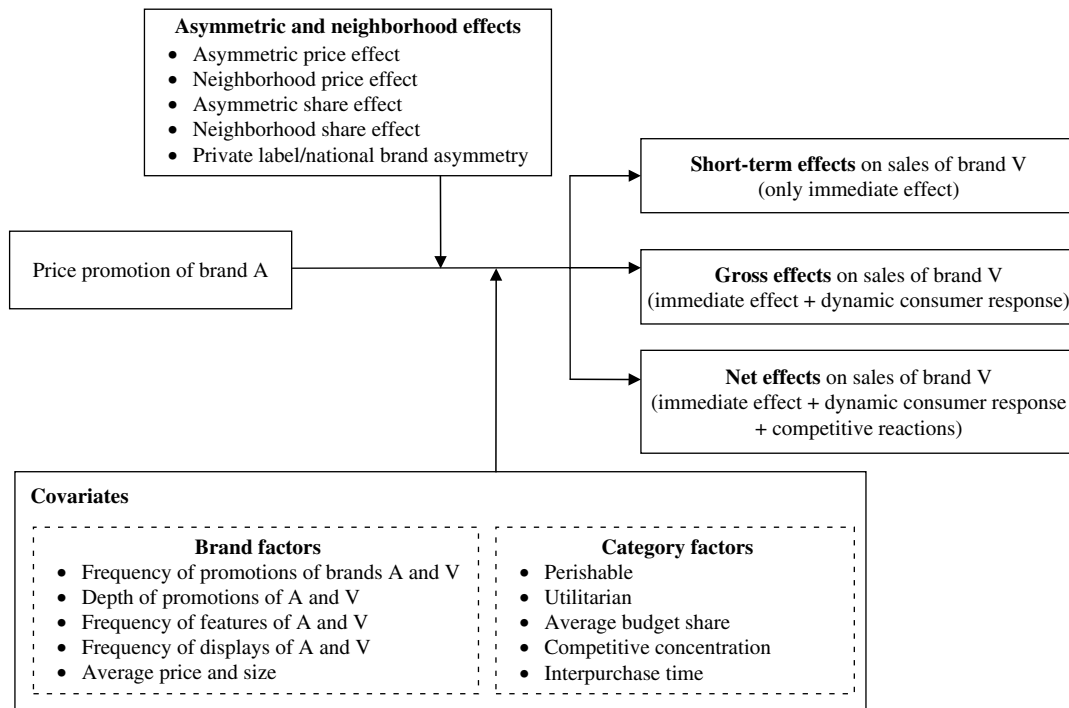 Asymmetric and neighborhood effects
• Asymmetric price effect
• Neighborhood price effect
• Asymmetric share effect
• Neighborhood share effect
• Private label/national brand asymmetry
Price promotion of brand A
Short-term effects on sales of brand V
(only immediate effect)
Gross effects on sales of brand V
(immediate effect + dynamic consumer response)
Net effects on sales of brand V
(immediate effect + dynamic consumer response
+ competitive reactions)
Covariates
Brand factors
• Frequency of promotions of brands A and V
• Depth of promotions of A and V
• Frequency of features of A and V
• Frequency of displays of A and V
• Average price and size
Category factors
• Perishable
• Utilitarian
• Average budget share
• Competitive concentration
• Interpurchase time